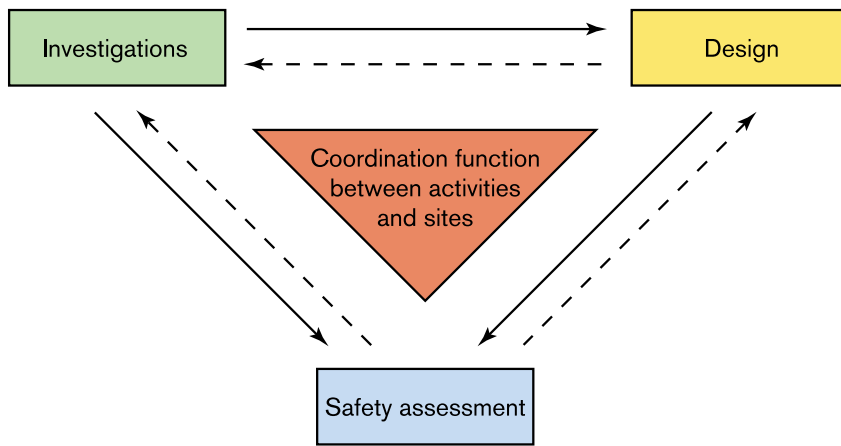 Investigations
Design
Coordination function
between activities
and sites
Safety assessment